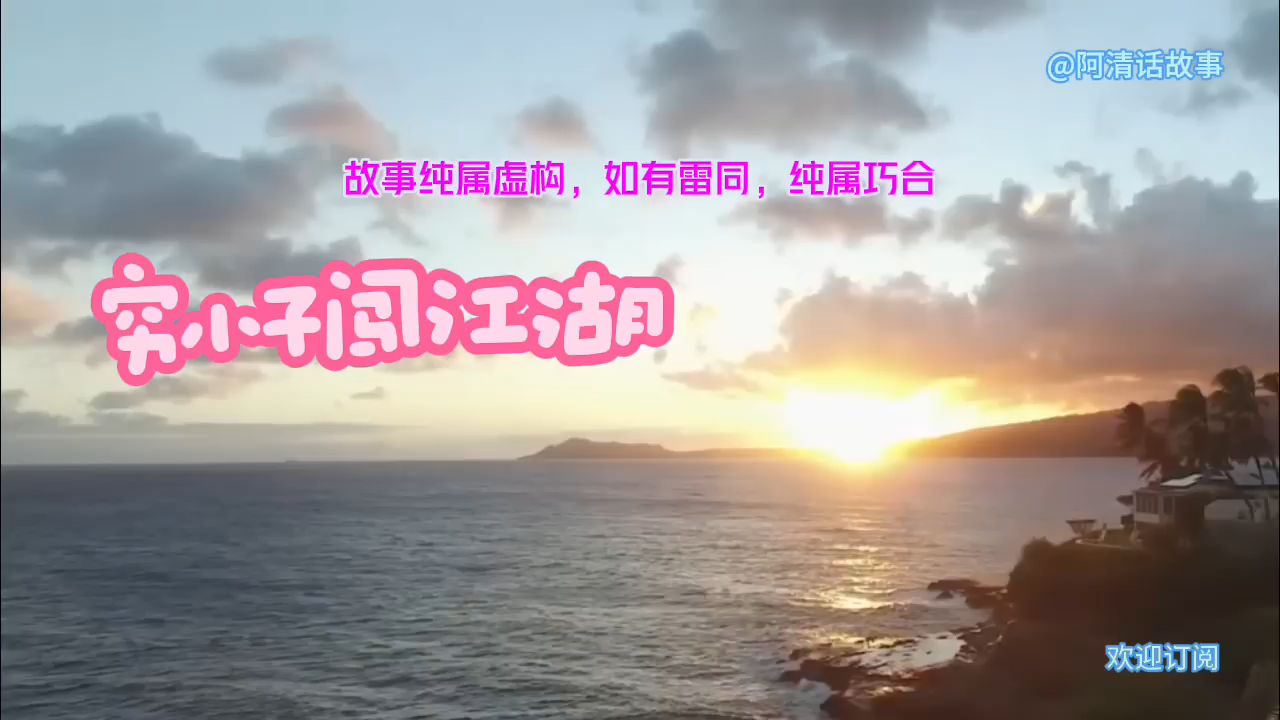 @阿清话故事
故事纯属虚构，如有雷同，纯属巧合
穷小子闯江湖
欢迎订阅